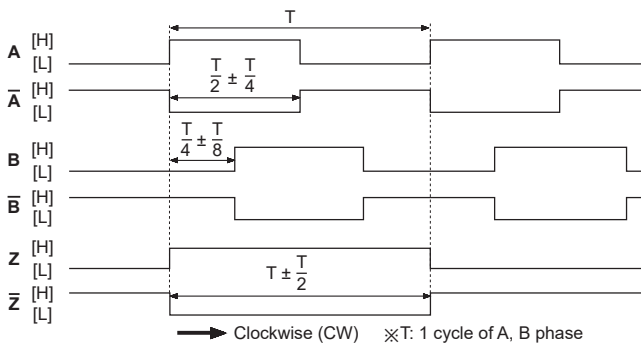 T
A [H]
[L]
T/2 ± T/4
A̅ [H]
[L]
T/4 ± T/8
B [H]
[L]
B̅ [H]
[L]
Z [H]
[L]
T ± T/2
Z̅ [H]
[L]
Clockwise (CW) ※T: 1 cycle of A, B phase